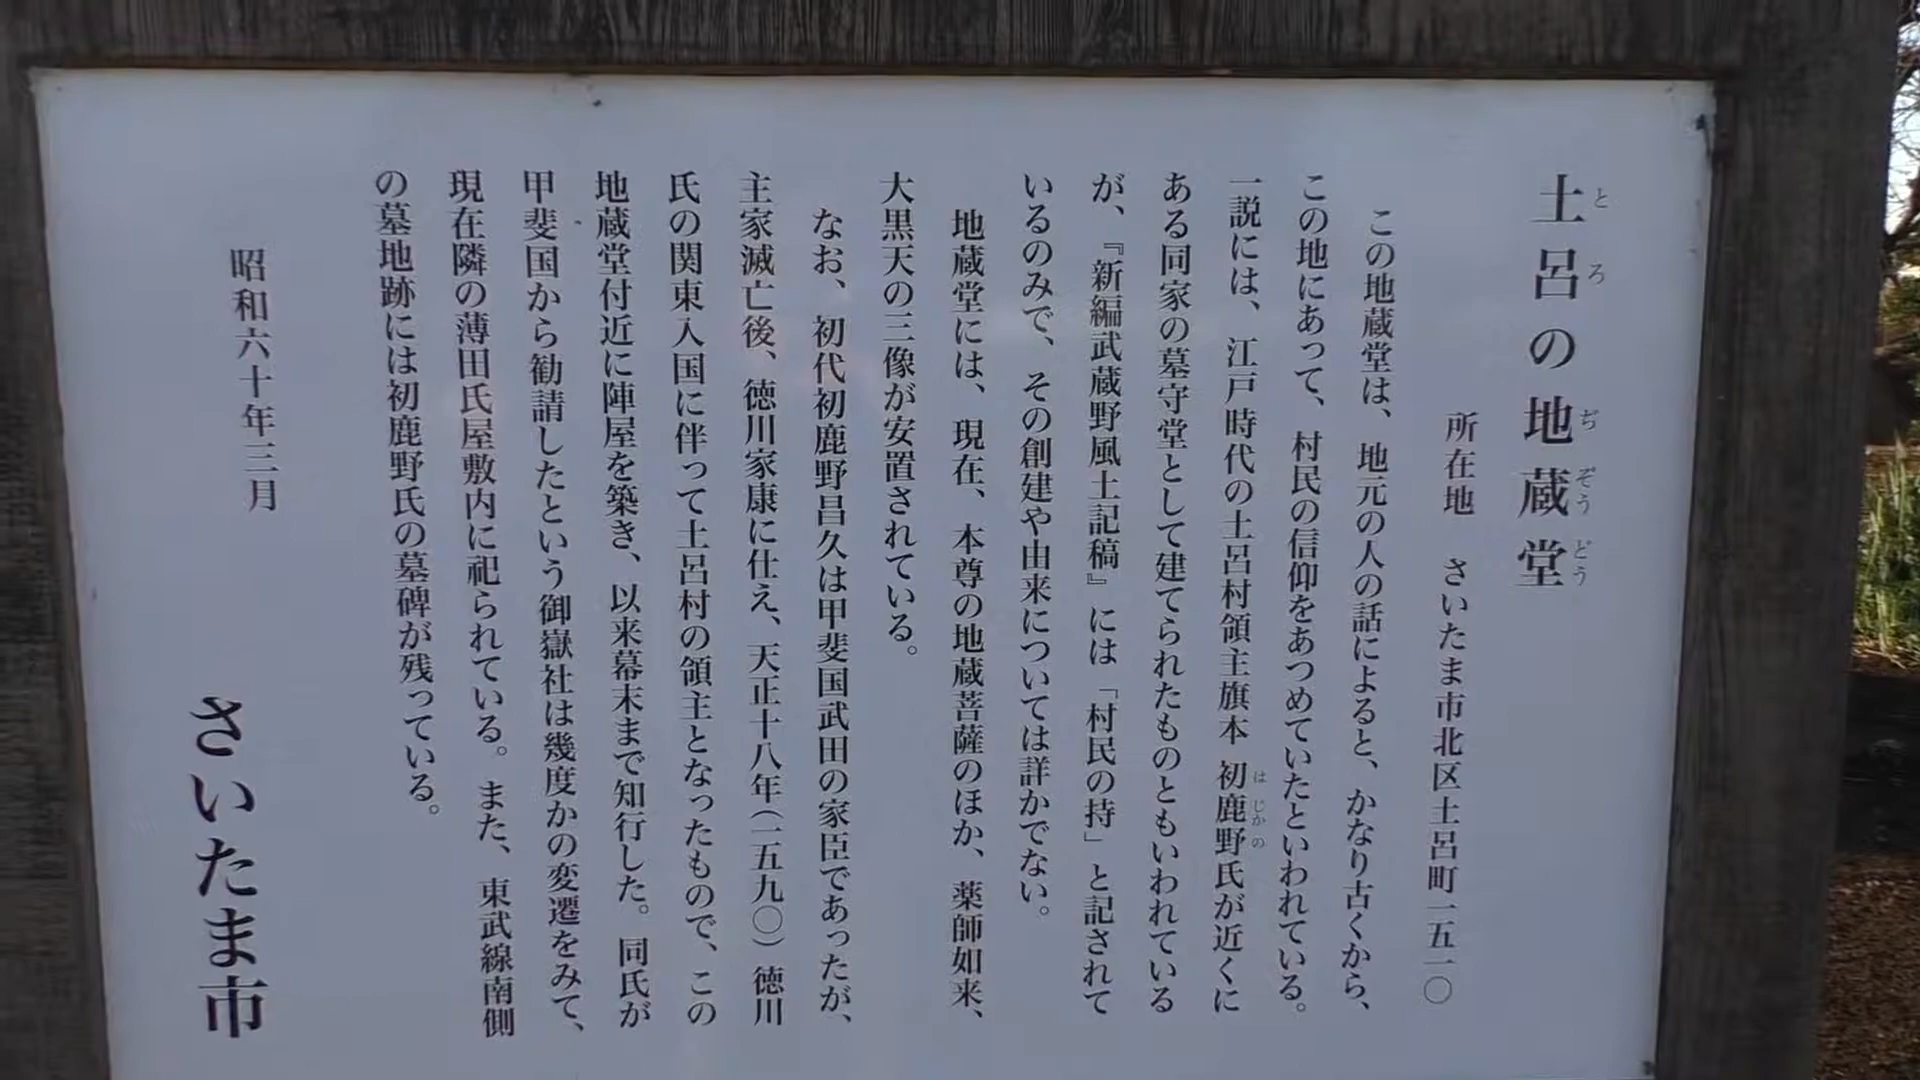 土呂の地蔵堂
とろ ぢぞうどう
所在地 さいたま市北区土呂町一五一〇
この地蔵堂は、地元の人の話によると、かなり古くから、
この地にあって、村民の信仰をあつめていたといわれている。
一説には、江戸時代の土呂村領主旗本 初鹿野氏が近くに
はじかの
ある同家の墓守堂として建てられたものともいわれている
が、『新編武蔵野風土記稿』には「村民の持」と記されて
いるのみで、その創建や由来については詳かでない。
地蔵堂には、現在、本尊の地蔵菩薩のほか、薬師如来、
大黒天の三像が安置されている。
なお、初代初鹿野昌久は甲斐国武田の家臣であったが、
主家滅亡後、徳川家康に仕え、天正十八年(一五九〇)徳川
氏の関東入国に伴って土呂村の領主となったもので、この
地蔵堂付近に陣屋を築き、以来幕末まで知行した。同氏が
甲斐国から勧請したという御嶽社は幾度かの変遷をみて、
現在隣の薄田氏屋敷内に祀られている。また、東武線南側
の墓地跡には初鹿野氏の墓碑が残っている。
昭和六十年三月
さいたま市